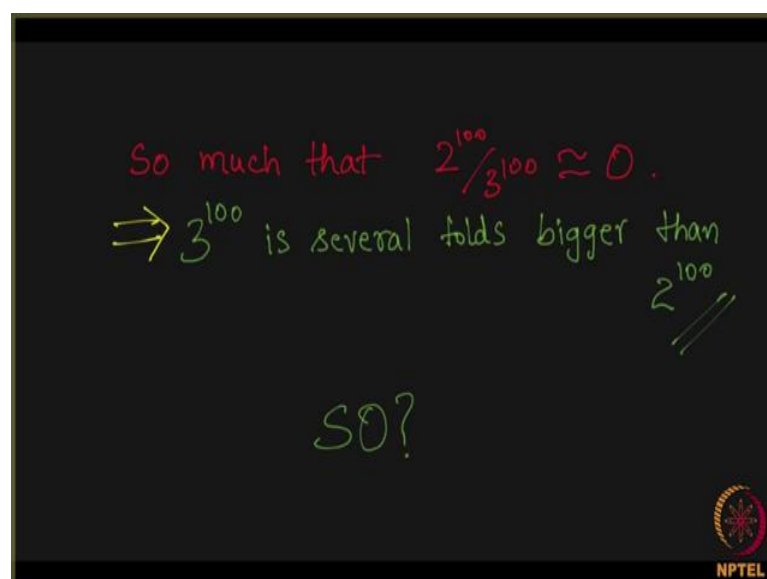 So much that 2^100/3^100 ≃ 0.
⇒ 3^100 is several folds bigger than
2^100
SO?
NPTEL